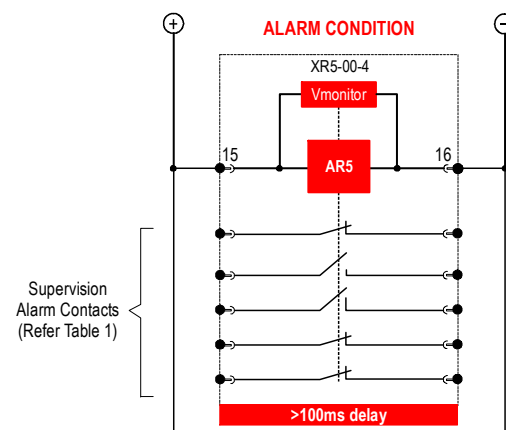 +
ALARM CONDITION
−
XR5-00-4
Vmonitor
15
AR5
16
Supervision
Alarm Contacts
(Refer Table 1)
>100ms delay